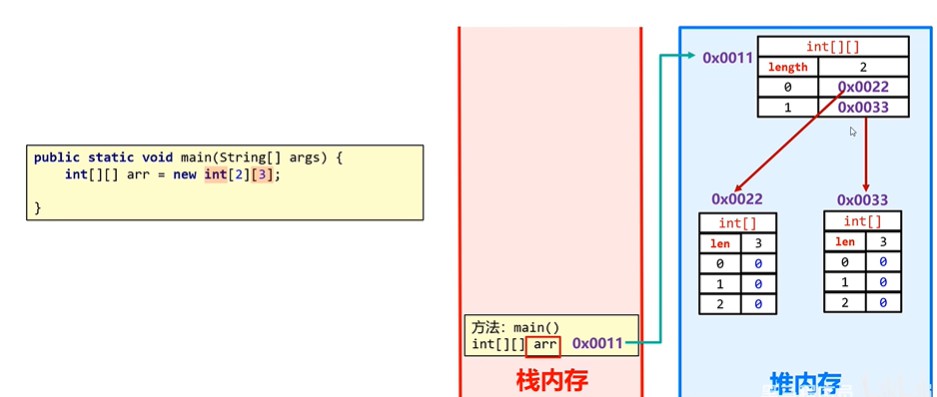 public static void main(String[] args) {
int[][] arr = new int[2][3];
}
方法：main()
int[][] arr 0x0011
栈内存
0x0011
int[][]
length 2
0 0x0022
1 0x0033
0x0022
int[]
len 3
0 0
1 0
2 0
0x0033
int[]
len 3
0 0
1 0
2 0
堆内存